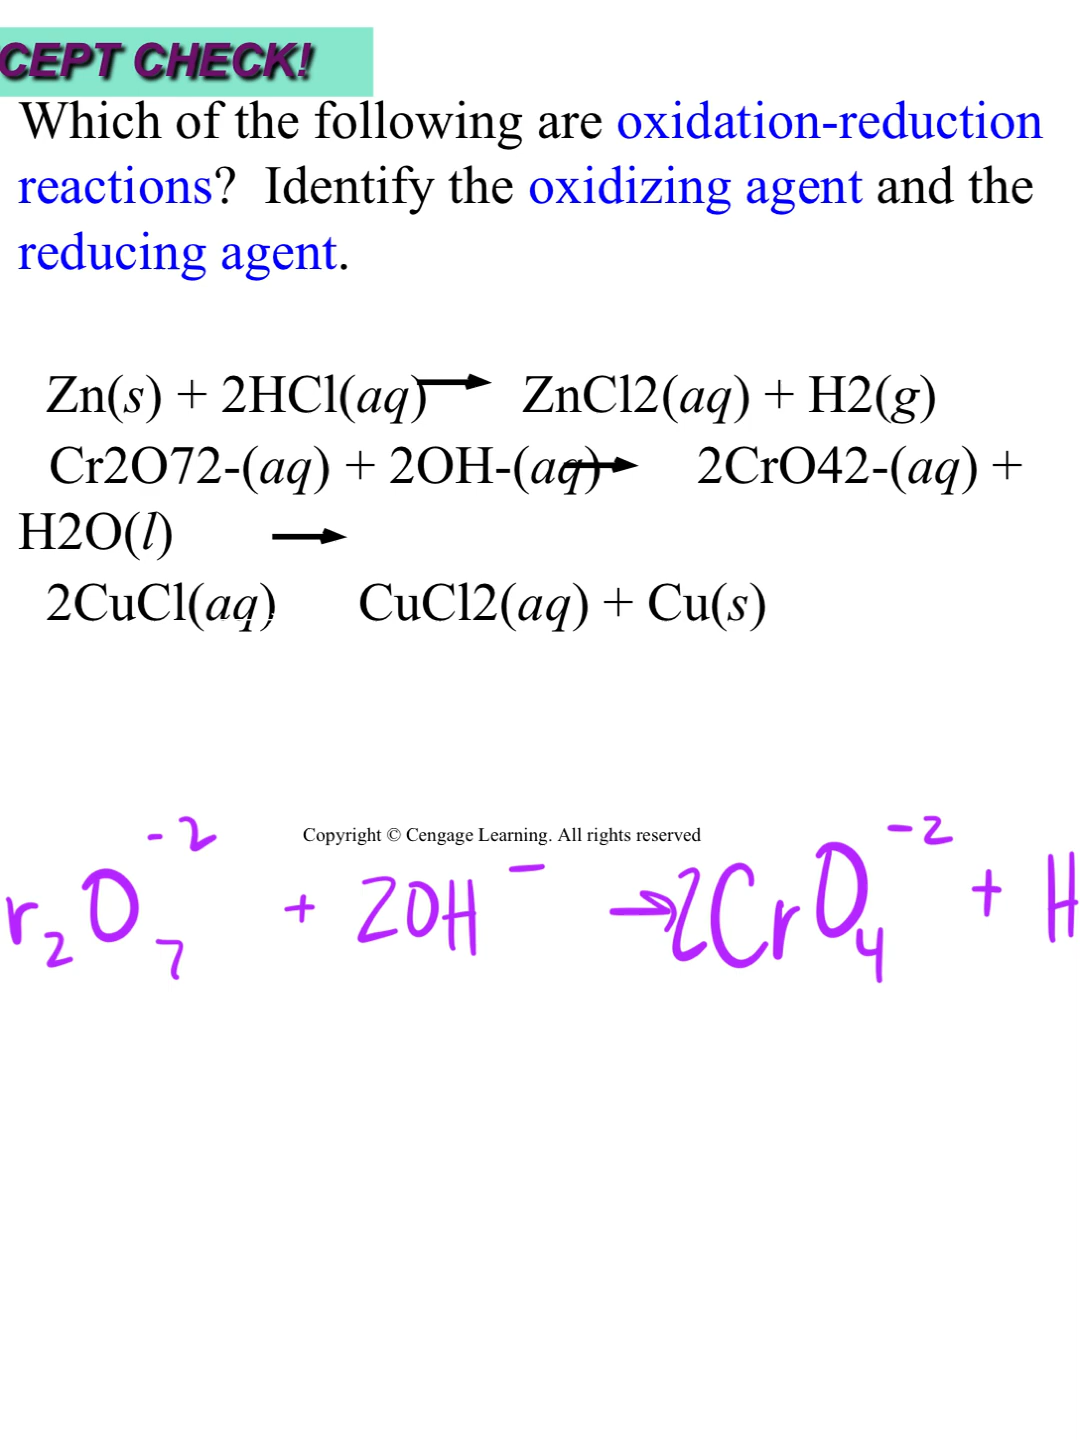 CEPT CHECK!
Which of the following are oxidation-reduction
reactions? Identify the oxidizing agent and the
reducing agent.
Zn(s) + 2HCl(aq) → ZnCl2(aq) + H2(g)
Cr2O72-(aq) + 2OH-(aq) → 2CrO42-(aq) +
H2O(l) →
2CuCl(aq) CuCl2(aq) + Cu(s)
Copyright © Cengage Learning. All rights reserved
r₂O₇⁻² + 2OH⁻ → 2CrO₄⁻² + H